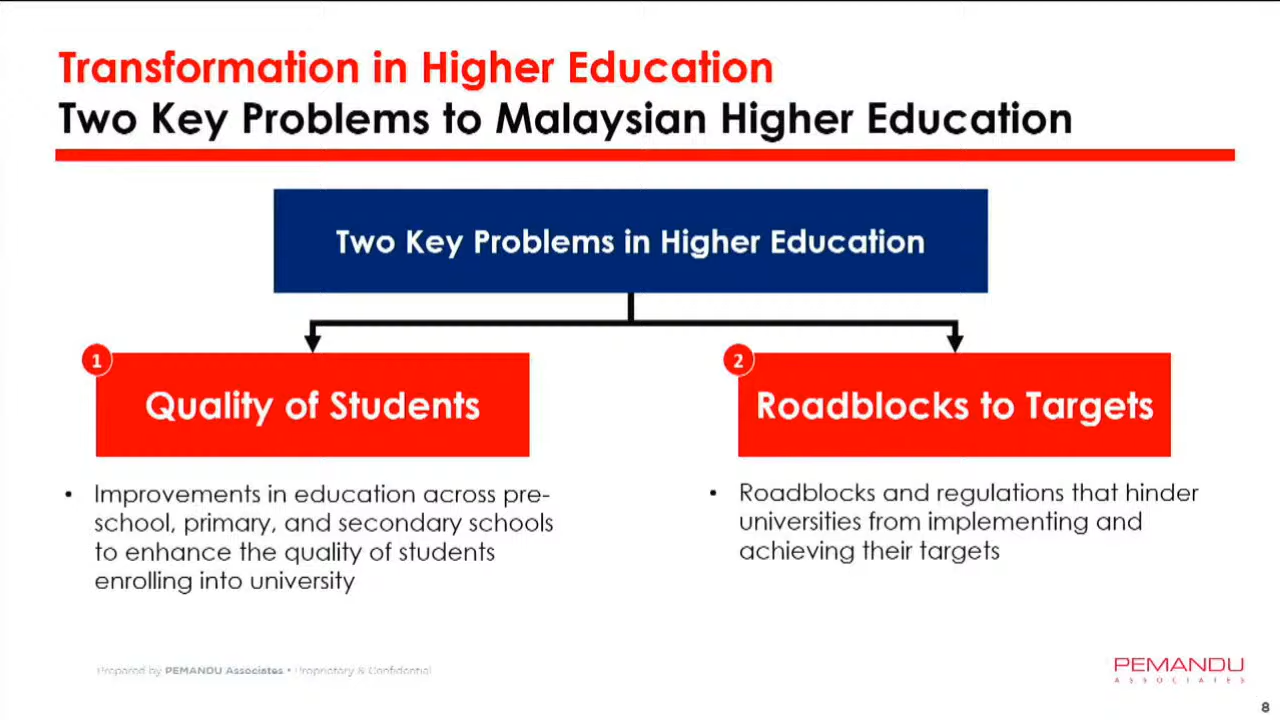 Transformation in Higher Education
Two Key Problems to Malaysian Higher Education
Two Key Problems in Higher Education
1
Quality of Students
• Improvements in education across pre-
school, primary, and secondary schools
to enhance the quality of students
enrolling into university
2
Roadblocks to Targets
• Roadblocks and regulations that hinder
universities from implementing and
achieving their targets
Prepared by PEMANDU Associates • Proprietary & Confidential
PEMANDU
ASSOCIATES
8